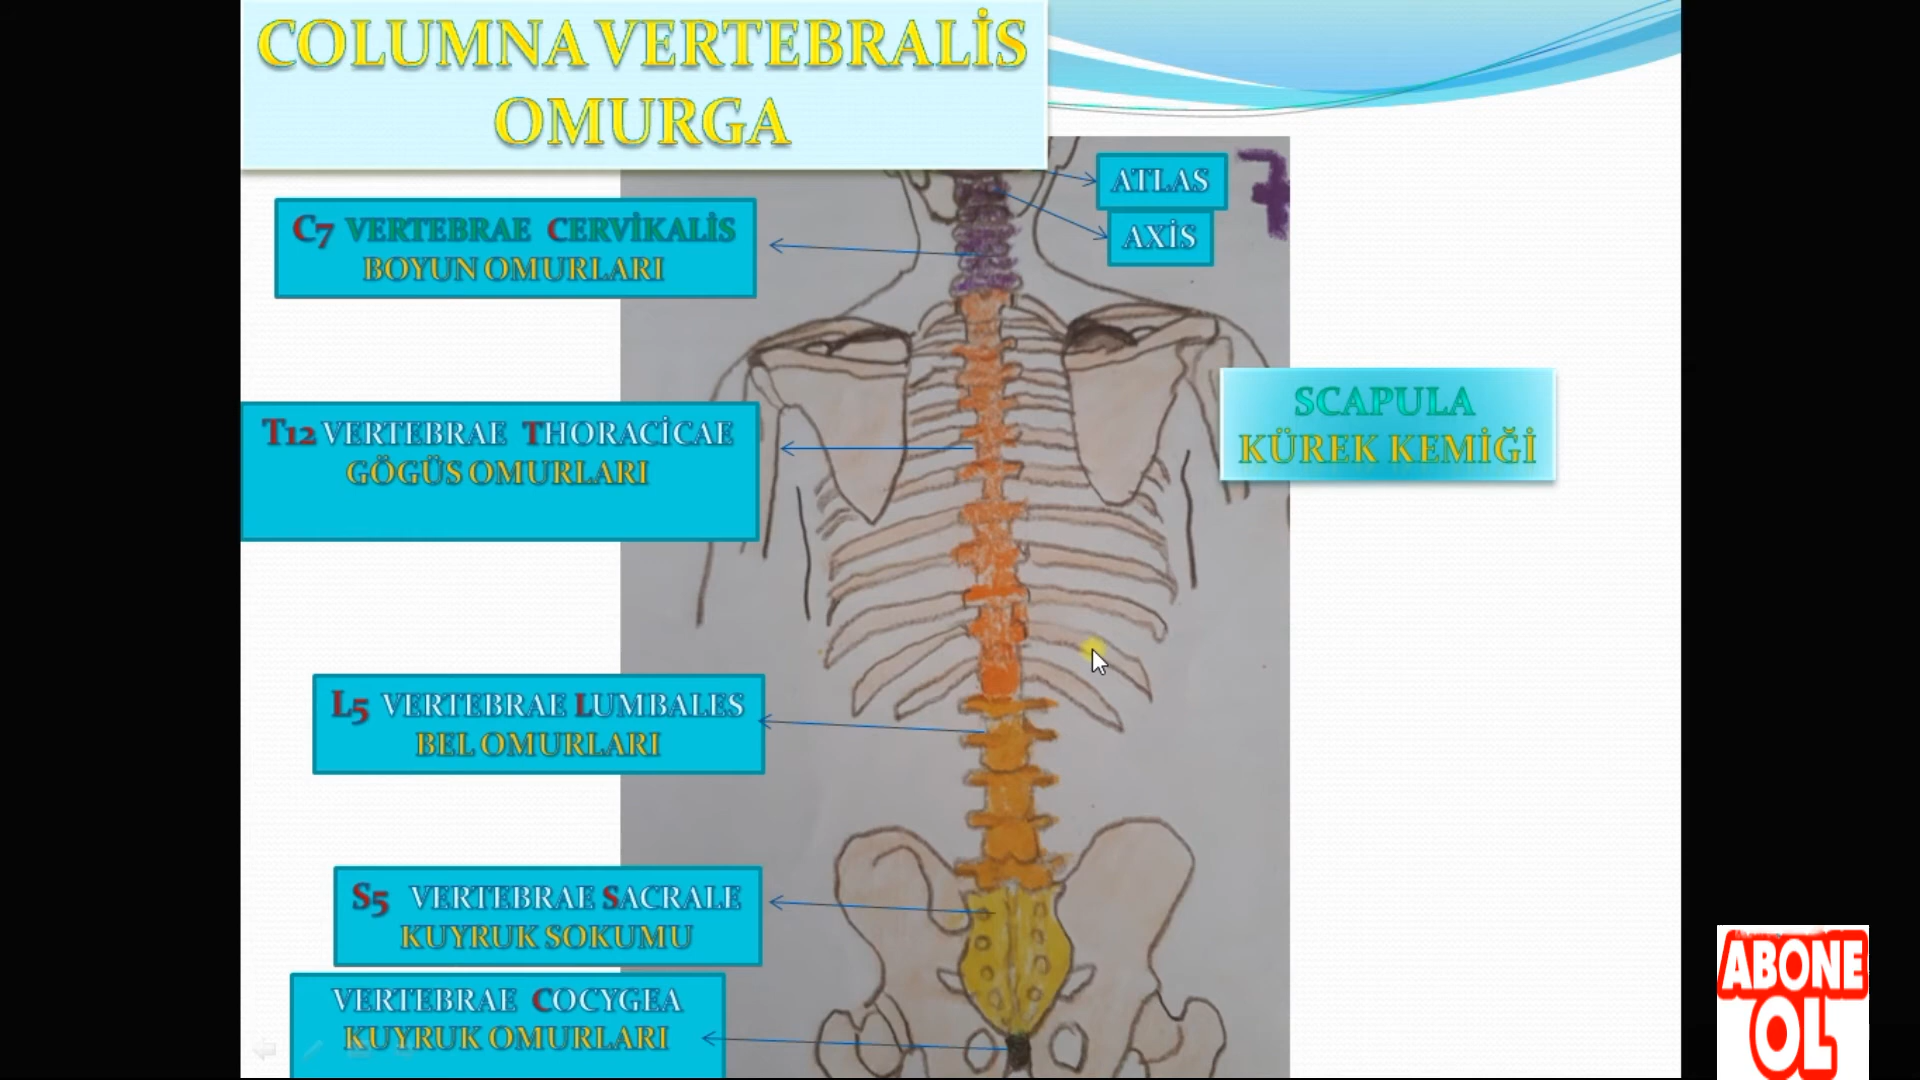 COLUMNA VERTEBRALİS
OMURGA
ATLAS
AXİS
7
C7 VERTEBRAE CERVİKALİS
BOYUN OMURLARI
T12 VERTEBRAE THORACİCAE
GÖGÜS OMURLARI
SCAPULA
KÜREK KEMİĞİ
L5 VERTEBRAE LUMBALES
BEL OMURLARI
S5 VERTEBRAE SACRALE
KUYRUK SOKUMU
VERTEBRAE COCYGEA
KUYRUK OMURLARI
ABONE
OL